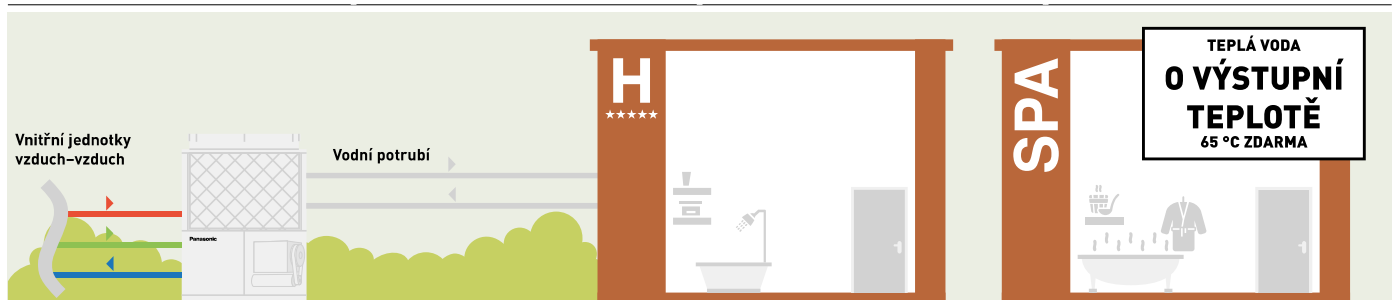 Vnitřní jednotky
vzduch–vzduch
Panasonic
Vodní potrubí
H
★★★★★
SPA
TEPLÁ VODA
O VÝSTUPNÍ
TEPLOTĚ
65 °C ZDARMA